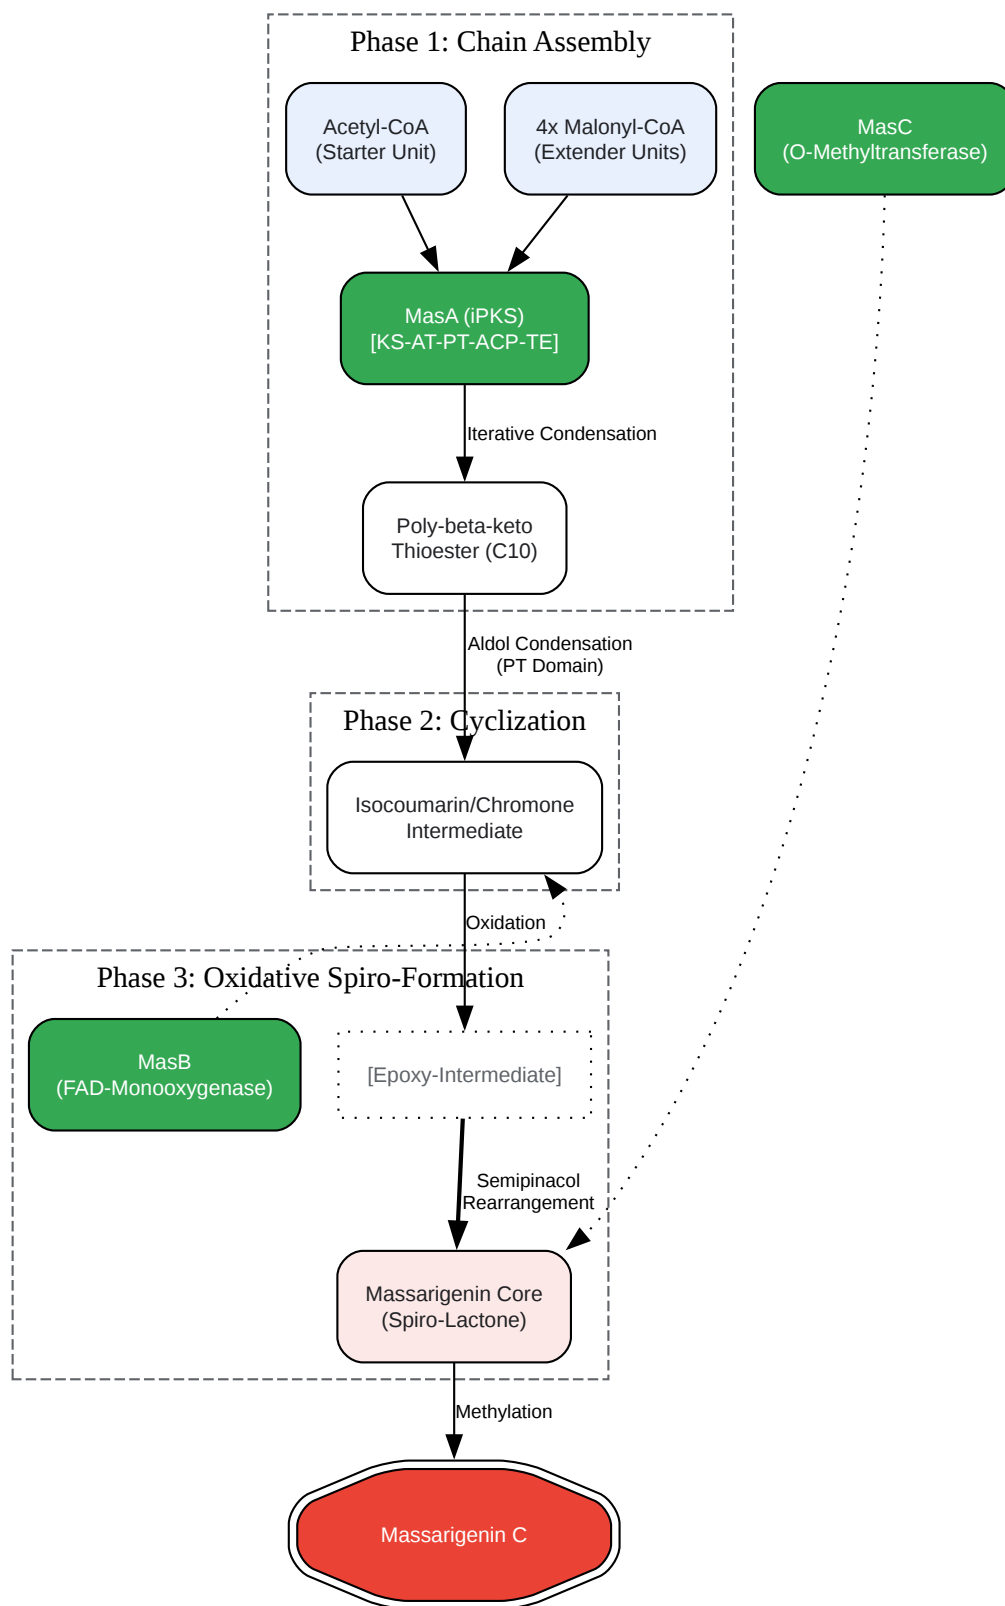 Phase 1: Chain Assembly
Acetyl-CoA
(Starter Unit)
4x Malonyl-CoA
(Extender Units)
MasC
(O-Methyltransferase)
MasA (iPKS)
[KS-AT-PT-ACP-TE]
Iterative Condensation
Poly-beta-keto
Thioester (C10)
Aldol Condensation
(PT Domain)
Phase 2: Cyclization
Isocoumarin/Chromone
Intermediate
Oxidation
Phase 3: Oxidative Spiro-Formation
MasB
(FAD-Monooxygenase)
[Epoxy-Intermediate]
Semipinacol
Rearrangement
Massarigenin Core
(Spiro-Lactone)
Methylation
Massarigenin C